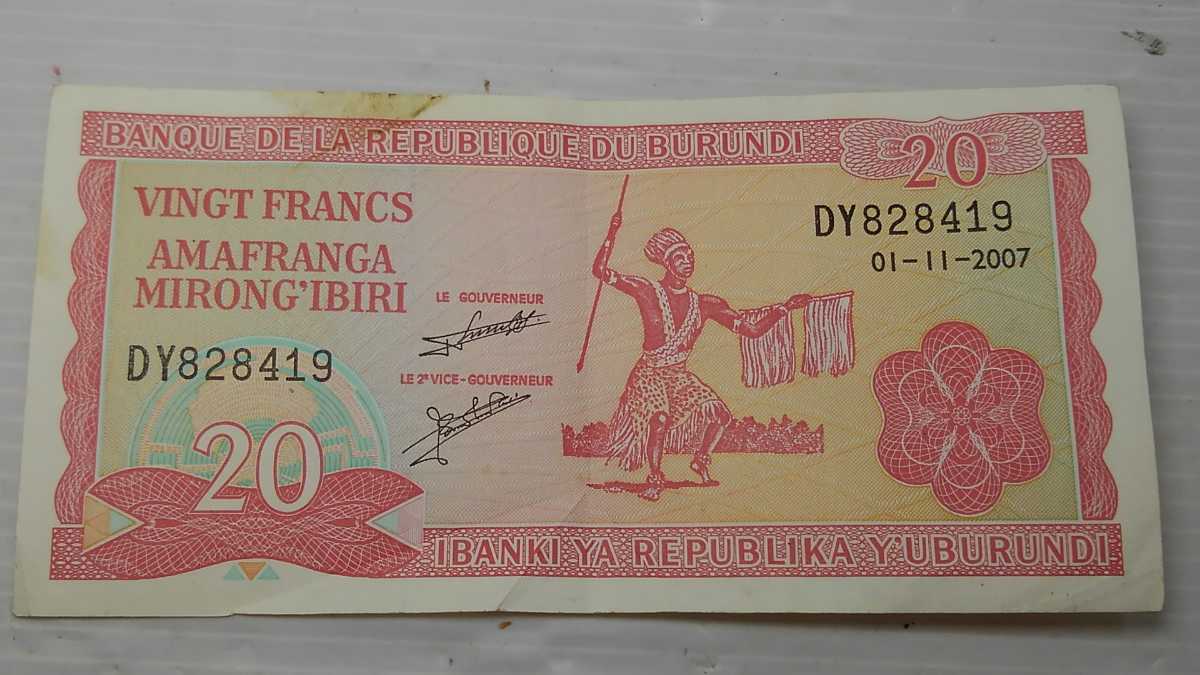 BANQUE DE LA REPUBLIQUE DU BURUNDI
20
VINGT FRANCS
AMAFRANGA
MIRONG'IBIRI
DY828419
01-11-2007
LE GOUVERNEUR
DY828419
LE 2ᵉ VICE-GOUVERNEUR
20
IBANKI YA REPUBLIKA Y'UBURUNDI